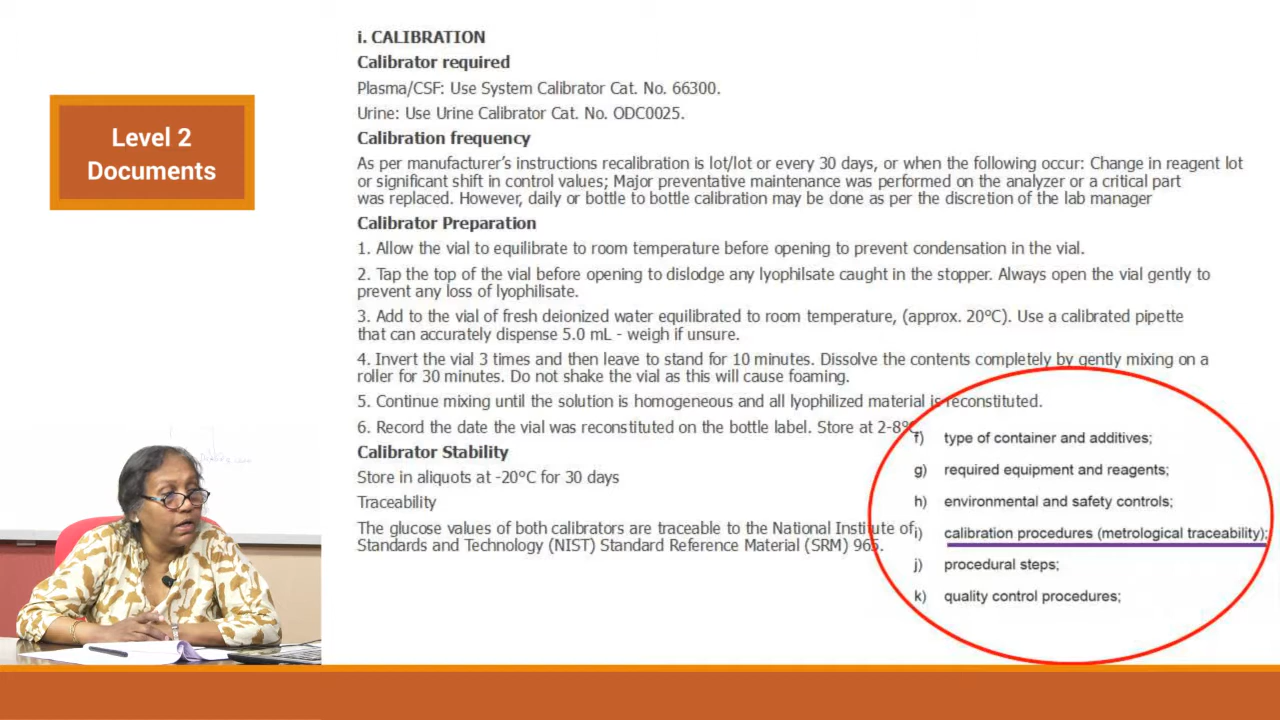 Level 2
Documents
i. CALIBRATION
Calibrator required
Plasma/CSF: Use System Calibrator Cat. No. 66300.
Urine: Use Urine Calibrator Cat. No. ODC0025.
Calibration frequency
As per manufacturer's instructions recalibration is lot/lot or every 30 days, or when the following occur: Change in reagent lot
or significant shift in control values; Major preventative maintenance was performed on the analyzer or a critical part
was replaced. However, daily or bottle to bottle calibration may be done as per the discretion of the lab manager
Calibrator Preparation
1. Allow the vial to equilibrate to room temperature before opening to prevent condensation in the vial.
2. Tap the top of the vial before opening to dislodge any lyophilsate caught in the stopper. Always open the vial gently to
prevent any loss of lyophilisate.
3. Add to the vial of fresh deionized water equilibrated to room temperature, (approx. 20°C). Use a calibrated pipette
that can accurately dispense 5.0 mL - weigh if unsure.
4. Invert the vial 3 times and then leave to stand for 10 minutes. Dissolve the contents completely by gently mixing on a
roller for 30 minutes. Do not shake the vial as this will cause foaming.
5. Continue mixing until the solution is homogeneous and all lyophilized material is reconstituted.
6. Record the date the vial was reconstituted on the bottle label. Store at 2-8°C.
Calibrator Stability
Store in aliquots at -20°C for 30 days
Traceability
The glucose values of both calibrators are traceable to the National Institute of
Standards and Technology (NIST) Standard Reference Material (SRM) 965.
f) type of container and additives;
g) required equipment and reagents;
h) environmental and safety controls;
i) calibration procedures (metrological traceability);
j) procedural steps;
k) quality control procedures;